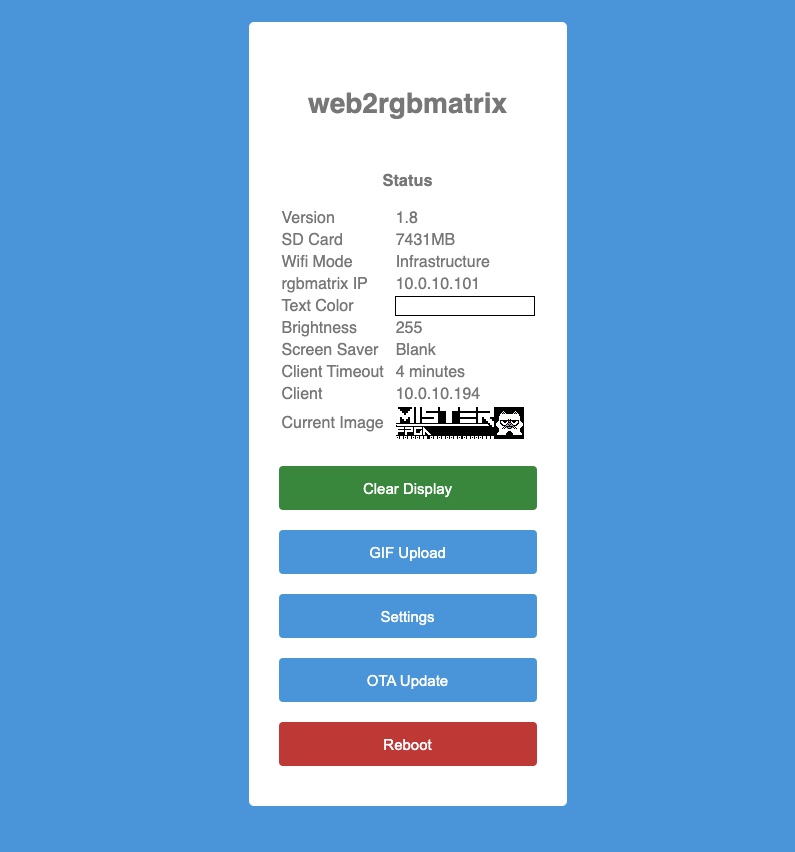 web2rgbmatrix
Status
Version 1.8
SD Card 7431MB
Wifi Mode Infrastructure
rgbmatrix IP 10.0.10.101
Text Color
Brightness 255
Screen Saver Blank
Client Timeout 4 minutes
Client 10.0.10.194
Current Image MiSTER
FPGA
Clear Display
GIF Upload
Settings
OTA Update
Reboot